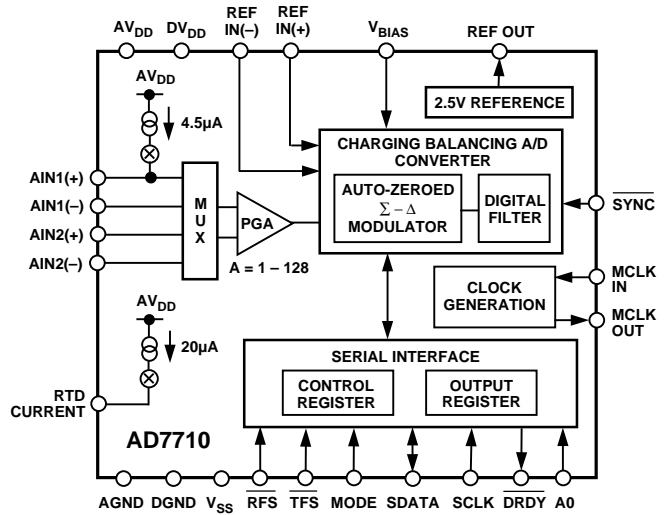 AVDD
DVDD
REF
IN(–)
REF
IN(+)
VBIAS
REF OUT
AVDD
4.5µA
2.5V REFERENCE
CHARGING BALANCING A/D
CONVERTER
AUTO-ZEROED
Σ – Δ
MODULATOR
DIGITAL
FILTER
AIN1(+)
AIN1(–)
AIN2(+)
AIN2(–)
M
U
X
PGA
A = 1 – 128
SYNC
CLOCK
GENERATION
MCLK
IN
MCLK
OUT
AVDD
20µA
RTD
CURRENT
SERIAL INTERFACE
CONTROL
REGISTER
OUTPUT
REGISTER
AD7710
AGND
DGND
VSS
RFS
TFS
MODE
SDATA
SCLK
DRDY
A0